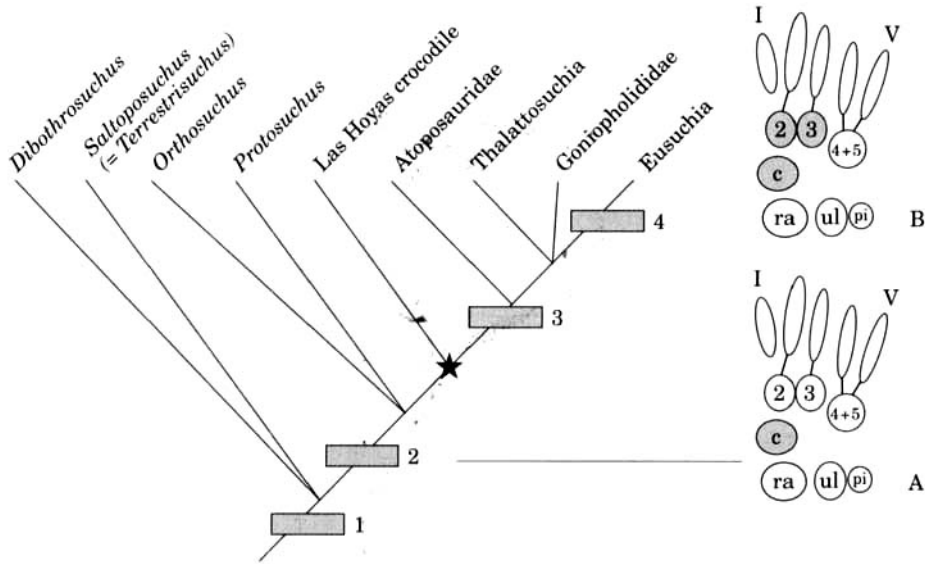 Dibothrosuchus
Saltoposuchus
(= Terrestrisuchus)
Orthosuchus
Protosuchus
Las Hoyas crocodile
Atoposauridae
Thalattosuchia
Goniopholididae
Eusuchia
4
3
2
1
I
V
2 3 4+5
c
ra ul pi B
I
V
2 3 4+5
c
ra ul pi A